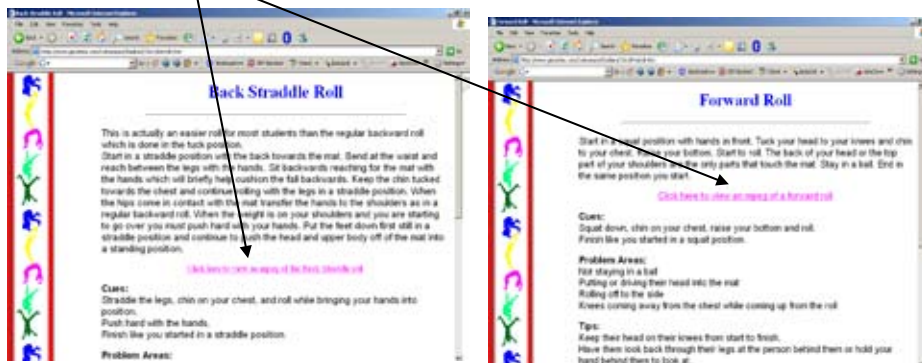 Back Straddle Roll
This is actually an easier roll for most students than the regular backward roll
which is done in the tuck position.
Start in a straddle position with the back towards the mat. Bend at the waist and
reach between the legs with the hands. Sit backwards reaching for the mat with
the hands which will briefly help cushion the fall backwards. Keep the chin tucked
towards the chest and continue rolling with the legs in a straddle position. When
the hips come in contact with the mat transfer the hands to the shoulders as in a
regular backward roll. When the weight is on your shoulders and you are starting
to go over you must push hard with your hands. Put the feet down first still in a
straddle position and continue to push the head and upper body off of the mat into
a standing position.
Click here to view an mpeg of the Back Straddle roll
Cues:
Straddle the legs, chin on your chest, and roll while bringing your hands into
position.
Push hard with the hands.
Finish like you started in a straddle position.
Problem Areas:
Forward Roll
Start in a squat position with hands in front. Tuck your head to your knees and chin
to your chest. Raise your bottom. Start to roll. The back of your head or the top
part of your shoulders are the only parts that touch the mat. Stay in a ball. End in
the same position you start.
Click here to view an mpeg of a forward roll
Cues:
Squat down, chin on your chest, raise your bottom and roll.
Finish like you started in a squat position.
Problem Areas:
Not staying in a ball
Putting or driving their head into the mat
Rolling off to the side
Knees coming away from the chest while coming up from the roll
Tips:
Keep their head on their knees from start to finish.
Have them look back through their legs at the person behind them or hold your
hand behind them to look at.